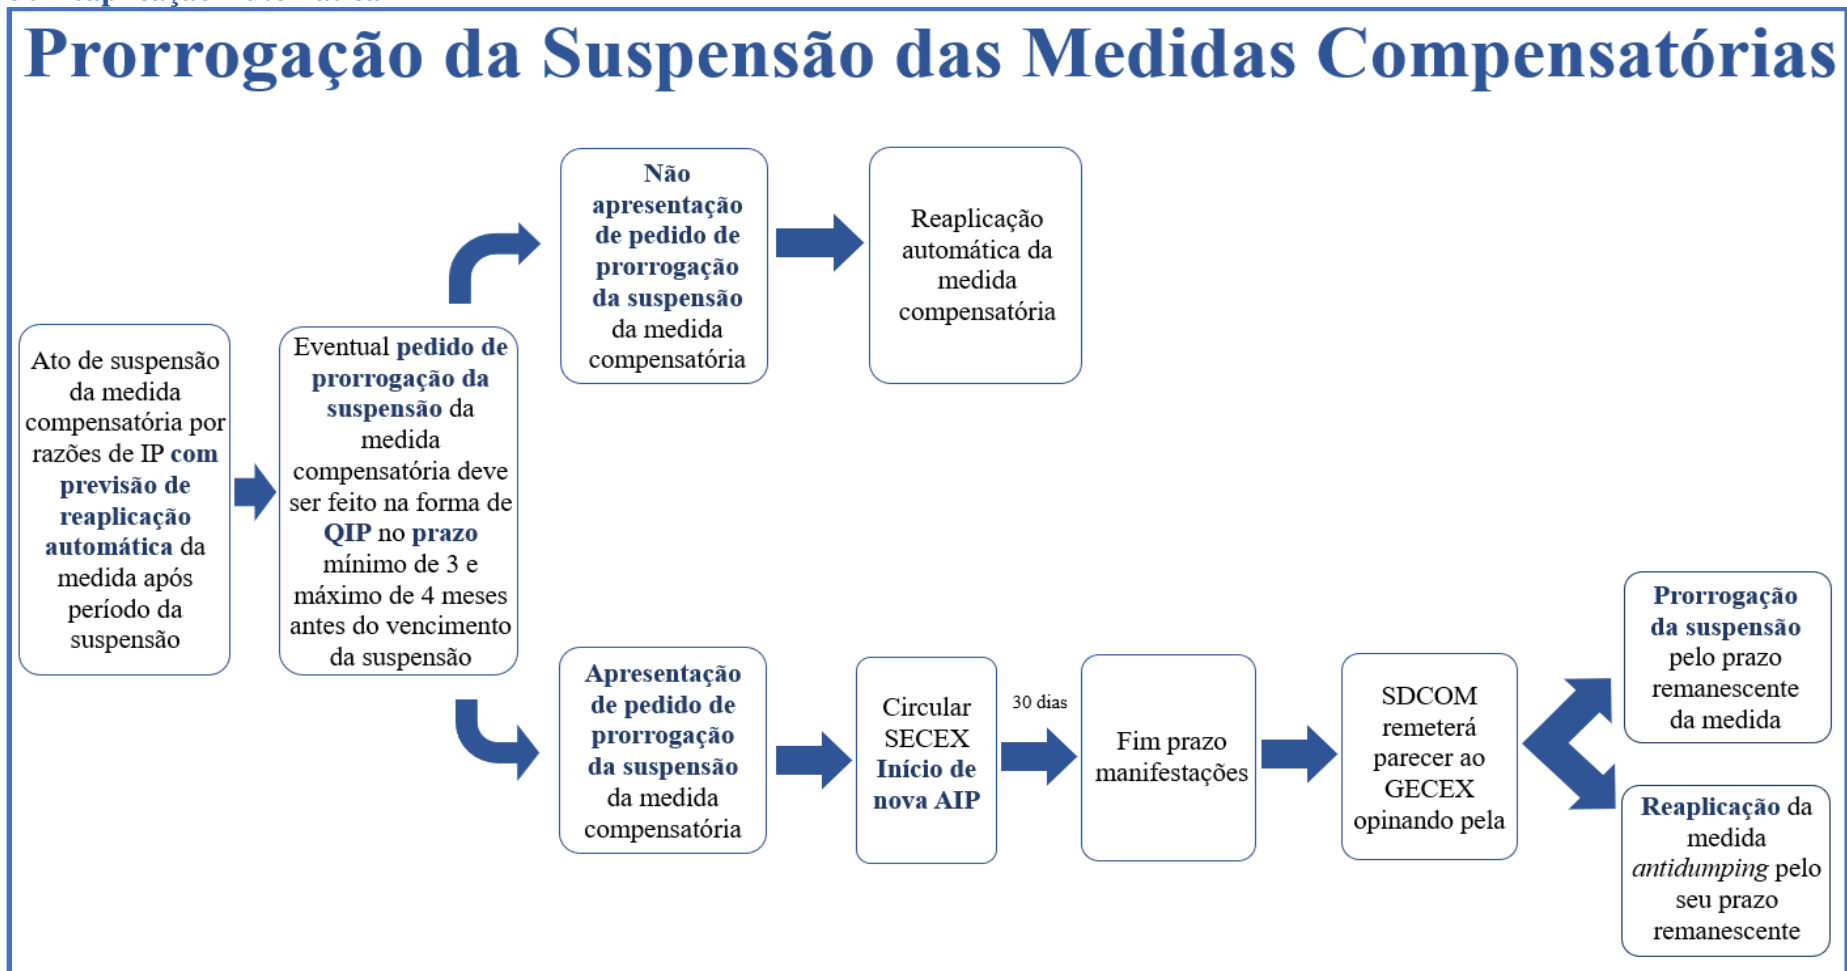 Prorrogação da Suspensão das Medidas Compensatórias
Ato de suspensão
da medida
compensatória por
razões de IP com
previsão de
reaplicação
automática da
medida após
período da
suspensão
Eventual pedido de
prorrogação da
suspensão da
medida
compensatória deve
ser feito na forma de
QIP no prazo
mínimo de 3 e
máximo de 4 meses
antes do vencimento
da suspensão
Não
apresentação
de pedido de
prorrogação
da suspensão
da medida
compensatória
Reaplicação
automática da
medida
compensatória
Apresentação
de pedido de
prorrogação
da suspensão
da medida
compensatória
Circular
SECEX
Início de
nova AIP
30 dias
Fim prazo
manifestações
SDCOM
remeterá
parecer ao
GECEX
opinando pela
Prorrogação
da suspensão
pelo prazo
remanescente
da medida
Reaplicação da
medida
antidumping pelo
seu prazo
remanescente